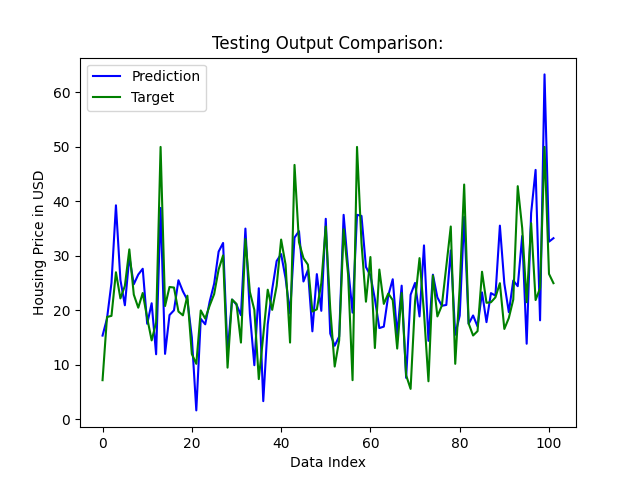 Testing Output Comparison:
Prediction
Target
60
50
40
30
20
10
0
Housing Price in USD
0 20 40 60 80 100
Data Index